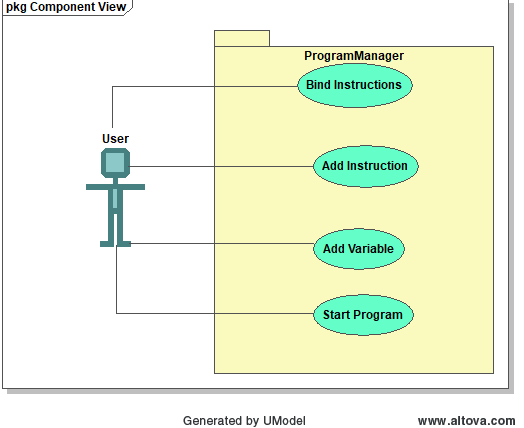 pkg Component View
ProgramManager
Bind Instructions
User
Add Instruction
Add Variable
Start Program
Generated by UModel
www.altova.com